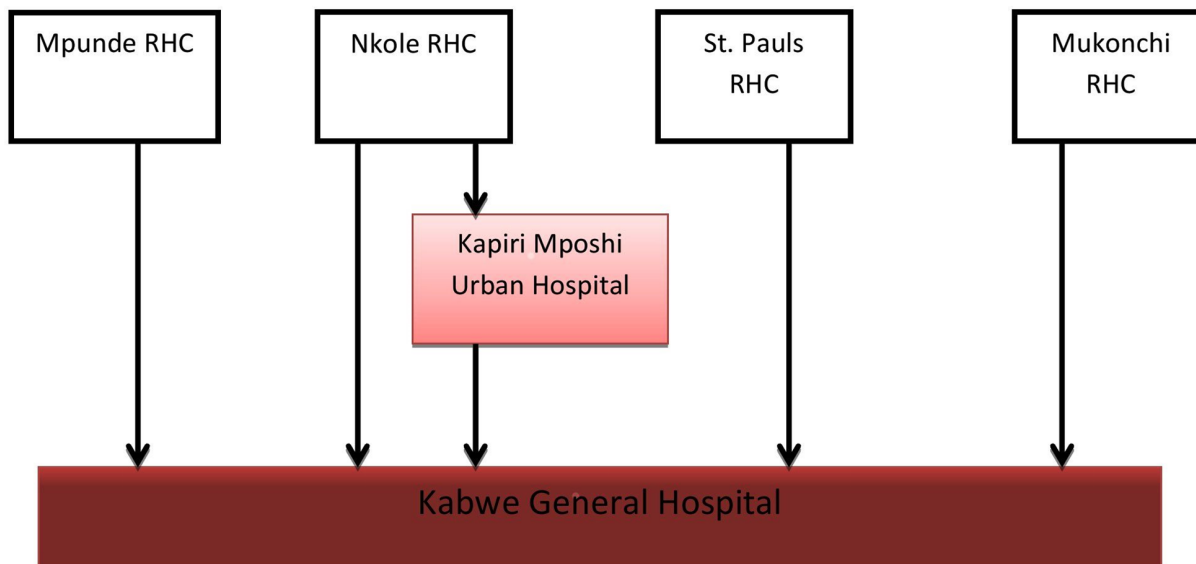 Mpunde RHC
Nkole RHC
St. Pauls
RHC
Mukonchi
RHC
Kapiri Mposhi
Urban Hospital
Kabwe General Hospital